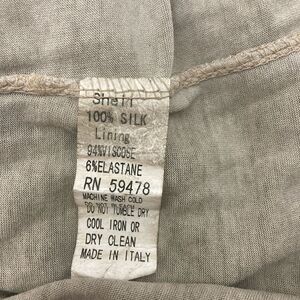 Shell
100% SILK
Lining
94%VISCOSE
6%ELASTANE
RN 59478
MACHINE WASH COLD
DO NOT TUMBLE DRY
COOL IRON OR
DRY CLEAN
MADE IN ITALY